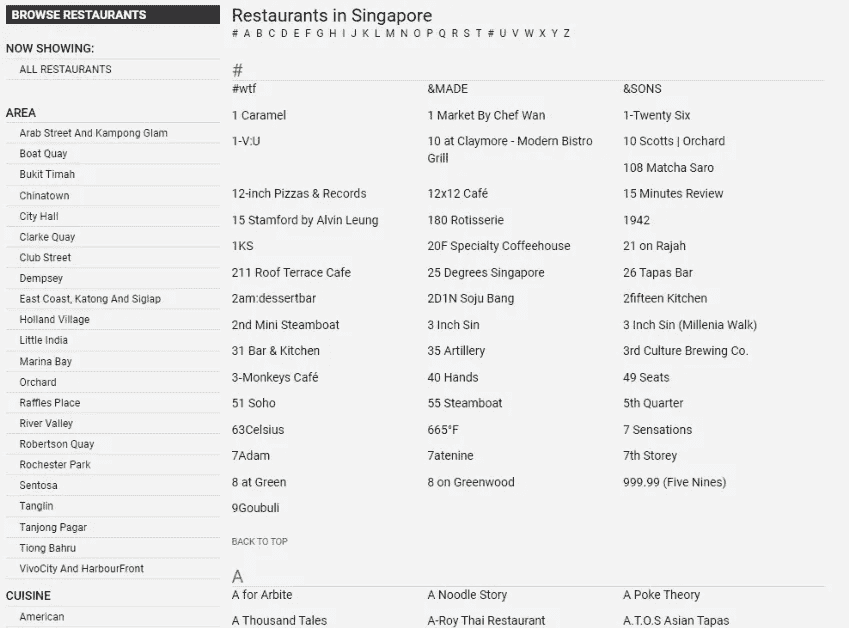 BROWSE RESTAURANTS
NOW SHOWING:
ALL RESTAURANTS
AREA
Arab Street And Kampong Glam
Boat Quay
Bukit Timah
Chinatown
City Hall
Clarke Quay
Club Street
Dempsey
East Coast, Katong And Siglap
Holland Village
Little India
Marina Bay
Orchard
Raffles Place
River Valley
Robertson Quay
Rochester Park
Sentosa
Tanglin
Tanjong Pagar
Tiong Bahru
VivoCity And HarbourFront
CUISINE
American
Restaurants in Singapore
# A B C D E F G H I J K L M N O P Q R S T # U V W X Y Z
#
#wtf &MADE &SONS
1 Caramel 1 Market By Chef Wan 1-Twenty Six
1-V:U 10 at Claymore - Modern Bistro 10 Scotts | Orchard
Grill
108 Matcha Saro
12-inch Pizzas & Records 12x12 Café 15 Minutes Review
15 Stamford by Alvin Leung 180 Rotisserie 1942
1KS 20F Specialty Coffeehouse 21 on Rajah
211 Roof Terrace Cafe 25 Degrees Singapore 26 Tapas Bar
2am:dessertbar 2D1N Soju Bang 2fifteen Kitchen
2nd Mini Steamboat 3 Inch Sin 3 Inch Sin (Millenia Walk)
31 Bar & Kitchen 35 Artillery 3rd Culture Brewing Co.
3-Monkeys Café 40 Hands 49 Seats
51 Soho 55 Steamboat 5th Quarter
63Celsius 665°F 7 Sensations
7Adam 7atenine 7th Storey
8 at Green 8 on Greenwood 999.99 (Five Nines)
9Goubuli
BACK TO TOP
A
A for Arbite A Noodle Story A Poke Theory
A Thousand Tales A-Roy Thai Restaurant A.T.O.S Asian Tapas